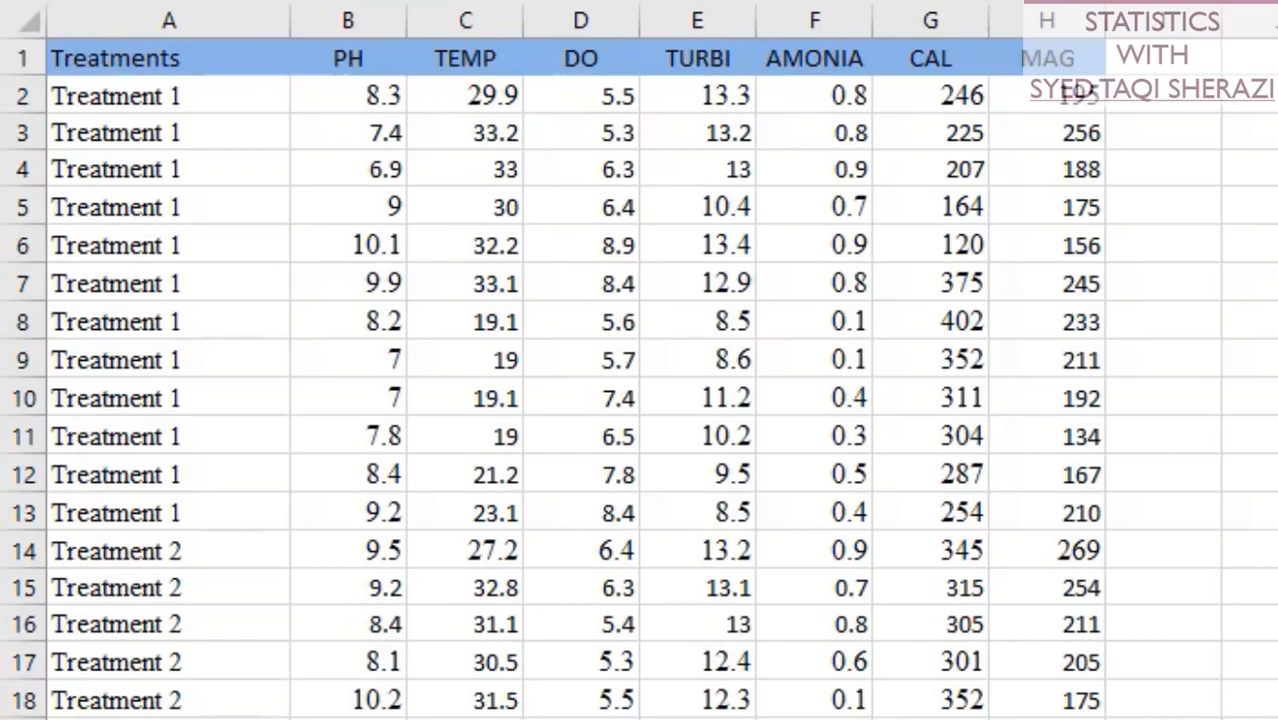 A B C D E F G H
STATISTICS
WITH
SYED TAQI SHERAZI
1 Treatments PH TEMP DO TURBI AMONIA CAL MAG
2 Treatment 1 8.3 29.9 5.5 13.3 0.8 246 195
3 Treatment 1 7.4 33.2 5.3 13.2 0.8 225 256
4 Treatment 1 6.9 33 6.3 13 0.9 207 188
5 Treatment 1 9 30 6.4 10.4 0.7 164 175
6 Treatment 1 10.1 32.2 8.9 13.4 0.9 120 156
7 Treatment 1 9.9 33.1 8.4 12.9 0.8 375 245
8 Treatment 1 8.2 19.1 5.6 8.5 0.1 402 233
9 Treatment 1 7 19 5.7 8.6 0.1 352 211
10 Treatment 1 7 19.1 7.4 11.2 0.4 311 192
11 Treatment 1 7.8 19 6.5 10.2 0.3 304 134
12 Treatment 1 8.4 21.2 7.8 9.5 0.5 287 167
13 Treatment 1 9.2 23.1 8.4 8.5 0.4 254 210
14 Treatment 2 9.5 27.2 6.4 13.2 0.9 345 269
15 Treatment 2 9.2 32.8 6.3 13.1 0.7 315 254
16 Treatment 2 8.4 31.1 5.4 13 0.8 305 211
17 Treatment 2 8.1 30.5 5.3 12.4 0.6 301 205
18 Treatment 2 10.2 31.5 5.5 12.3 0.1 352 175